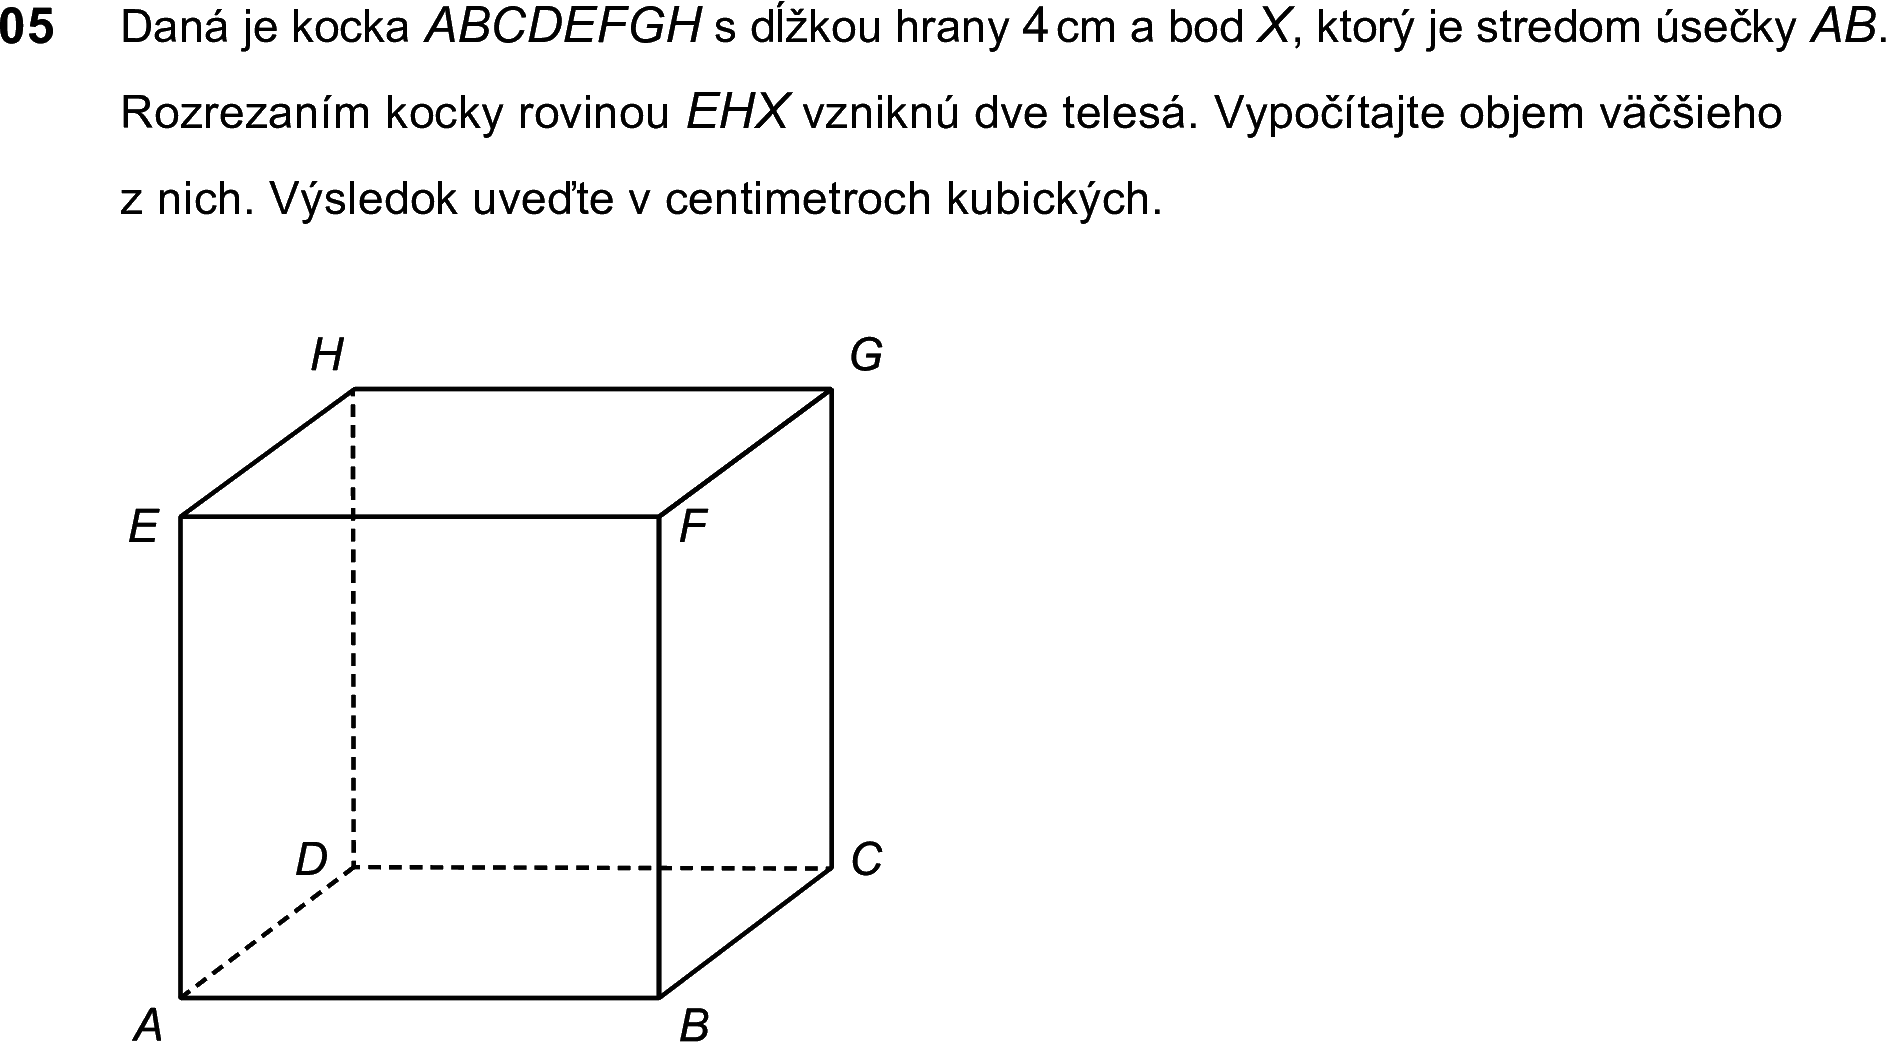 05 Daná je kocka ABCDEFGH s dĺžkou hrany 4 cm a bod X, ktorý je stredom úsečky AB.
Rozrezaním kocky rovinou EHX vzniknú dve telesá. Vypočítajte objem väčšieho
z nich. Výsledok uveďte v centimetroch kubických.
H G
E F
D C
A B